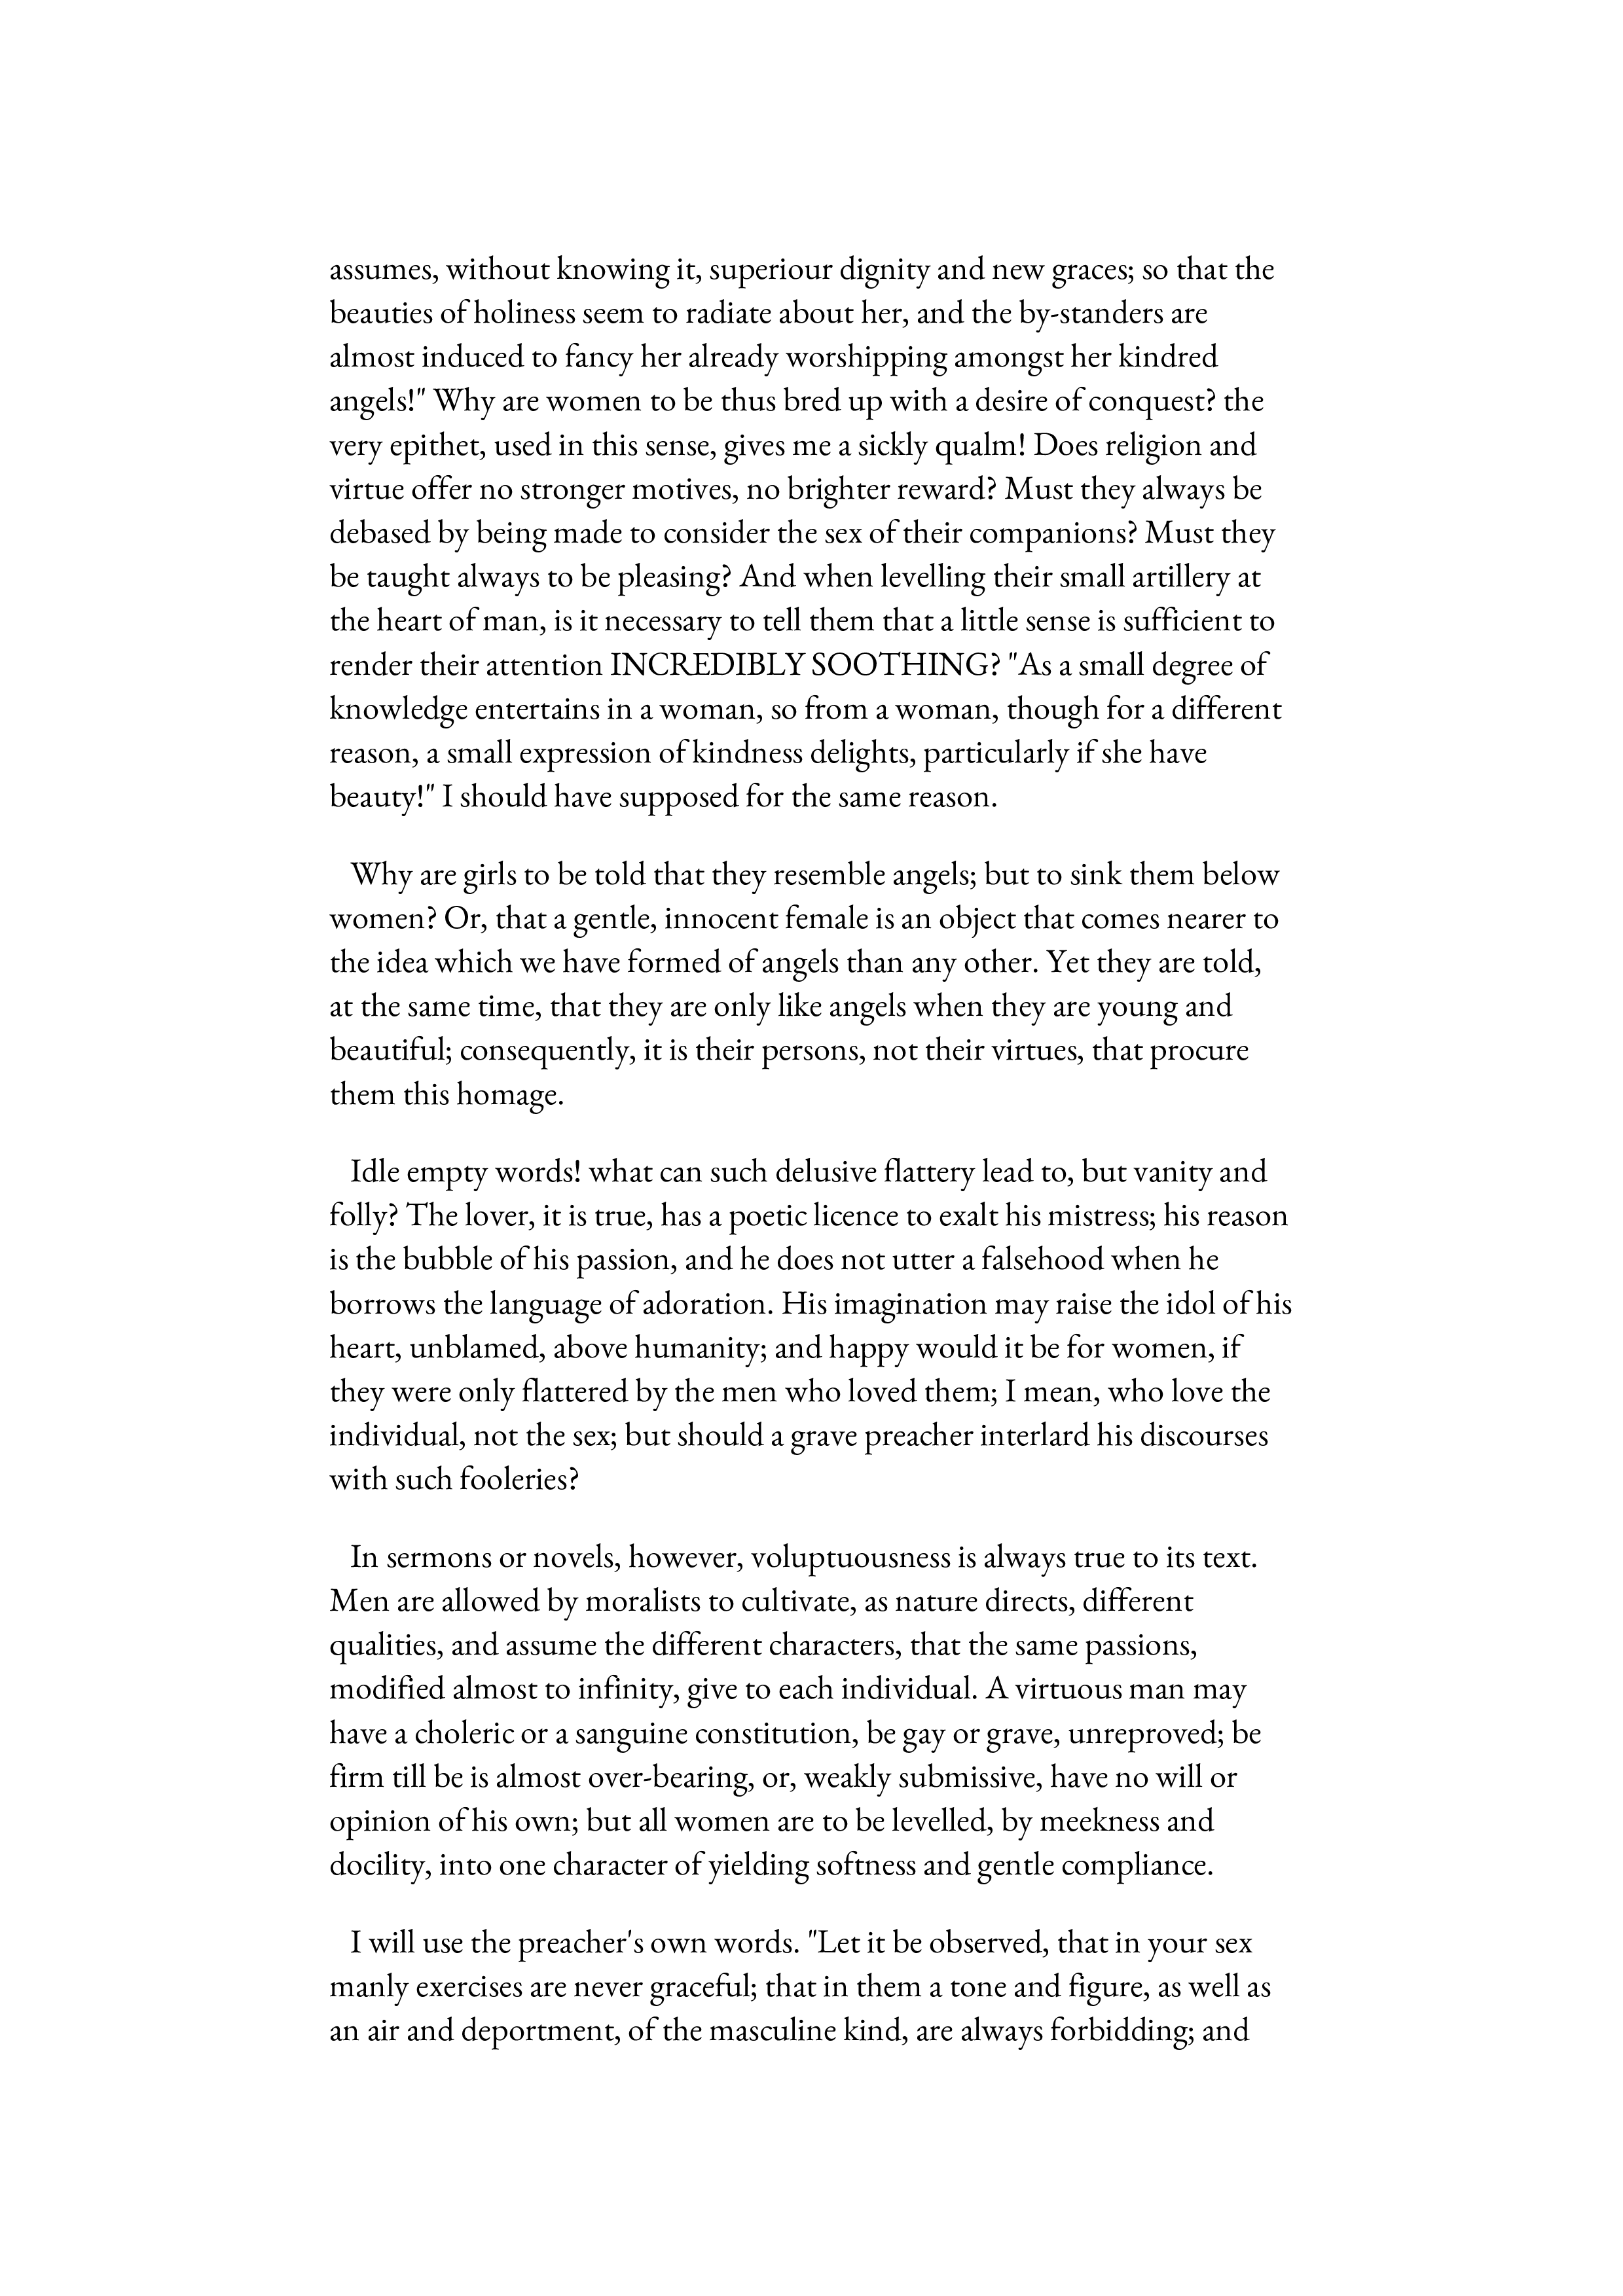 assumes, without knowing it, superiour dignity and new graces; so that the
beauties of holiness seem to radiate about her, and the by-standers are
almost induced to fancy her already worshipping amongst her kindred
angels!" Why are women to be thus bred up with a desire of conquest? the
very epithet, used in this sense, gives me a sickly qualm! Does religion and
virtue offer no stronger motives, no brighter reward? Must they always be
debased by being made to consider the sex of their companions? Must they
be taught always to be pleasing? And when levelling their small artillery at
the heart of man, is it necessary to tell them that a little sense is sufficient to
render their attention INCREDIBLY SOOTHING? "As a small degree of
knowledge entertains in a woman, so from a woman, though for a different
reason, a small expression of kindness delights, particularly if she have
beauty!" I should have supposed for the same reason.
Why are girls to be told that they resemble angels; but to sink them below
women? Or, that a gentle, innocent female is an object that comes nearer to
the idea which we have formed of angels than any other. Yet they are told,
at the same time, that they are only like angels when they are young and
beautiful; consequently, it is their persons, not their virtues, that procure
them this homage.
Idle empty words! what can such delusive flattery lead to, but vanity and
folly? The lover, it is true, has a poetic licence to exalt his mistress; his reason
is the bubble of his passion, and he does not utter a falsehood when he
borrows the language of adoration. His imagination may raise the idol of his
heart, unblamed, above humanity; and happy would it be for women, if
they were only flattered by the men who loved them; I mean, who love the
individual, not the sex; but should a grave preacher interlard his discourses
with such fooleries?
In sermons or novels, however, voluptuousness is always true to its text.
Men are allowed by moralists to cultivate, as nature directs, different
qualities, and assume the different characters, that the same passions,
modified almost to infinity, give to each individual. A virtuous man may
have a choleric or a sanguine constitution, be gay or grave, unreproved; be
firm till be is almost over-bearing, or, weakly submissive, have no will or
opinion of his own; but all women are to be levelled, by meekness and
docility, into one character of yielding softness and gentle compliance.
I will use the preacher's own words. "Let it be observed, that in your sex
manly exercises are never graceful; that in them a tone and figure, as well as
an air and deportment, of the masculine kind, are always forbidding; and